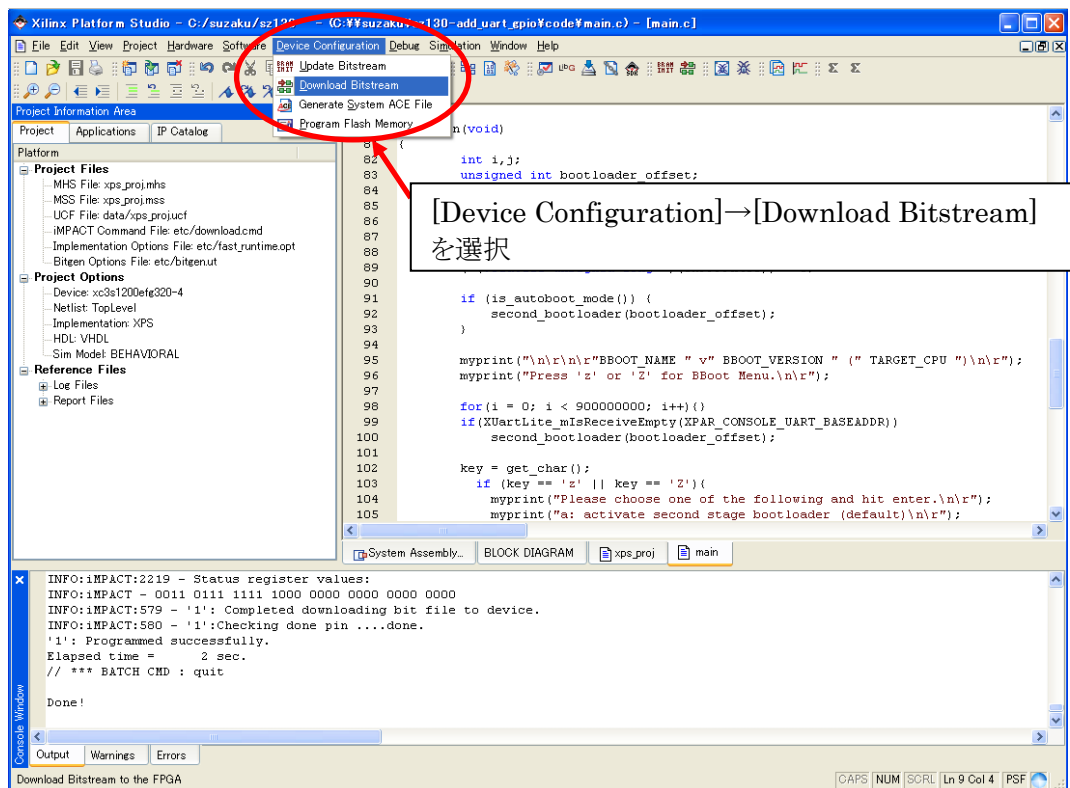 Xilinx Platform Studio - C:/suzaku/sz130 - (C:¥¥suzaku¥sz130-add_uart_gpio¥code¥main.c) - [main.c]
File Edit View Project Hardware Software Device Configuration Debug Simulation Window Help
Update Bitstream
Download Bitstream
Generate System ACE File
Program Flash Memory
Project Information Area
Project Applications IP Catalog
Platform
Project Files
MHS File: xps_proj.mhs
MSS File: xps_proj.mss
UCF File: data/xps_proj.ucf
iMPACT Command File: etc/download.cmd
Implementation Options File: etc/fast_runtime.opt
Bitgen Options File: etc/bitgen.ut
Project Options
Device: xc3s1200efg320-4
Netlist: TopLevel
Implementation: XPS
HDL: VHDL
Sim Model: BEHAVIORAL
Reference Files
Log Files
Report Files
n(void)
81 {
82 int i,j;
83 unsigned int bootloader_offset;
84
85
86
87
88
89
90
91 if (is_autoboot_mode()) {
92 second_bootloader(bootloader_offset);
93 }
94
95 myprint("\n\r\n\r"BBOOT_NAME " v" BBOOT_VERSION " (" TARGET_CPU ")\n\r");
96 myprint("Press 'z' or 'Z' for BBoot Menu.\n\r");
97
98 for(i = 0; i < 900000000; i++){}
99 if(XUartLite_mIsReceiveEmpty(XPAR_CONSOLE_UART_BASEADDR))
100 second_bootloader(bootloader_offset);
101
102 key = get_char();
103 if (key == 'z' || key == 'Z'){
104 myprint("Please choose one of the following and hit enter.\n\r");
105 myprint("a: activate second stage bootloader (default)\n\r");
[Device Configuration]→[Download Bitstream]
を選択
System Assembly... BLOCK DIAGRAM xps_proj main
INFO:iMPACT:2219 - Status register values:
INFO:iMPACT - 0011 0111 1111 1000 0000 0000 0000 0000
INFO:iMPACT:579 - '1': Completed downloading bit file to device.
INFO:iMPACT:580 - '1':Checking done pin ....done.
'1': Programmed successfully.
Elapsed time = 2 sec.
// *** BATCH CMD : quit
Done!
Console Window
Output Warnings Errors
Download Bitstream to the FPGA
CAPS NUM SCRL Ln 9 Col 4 PSF